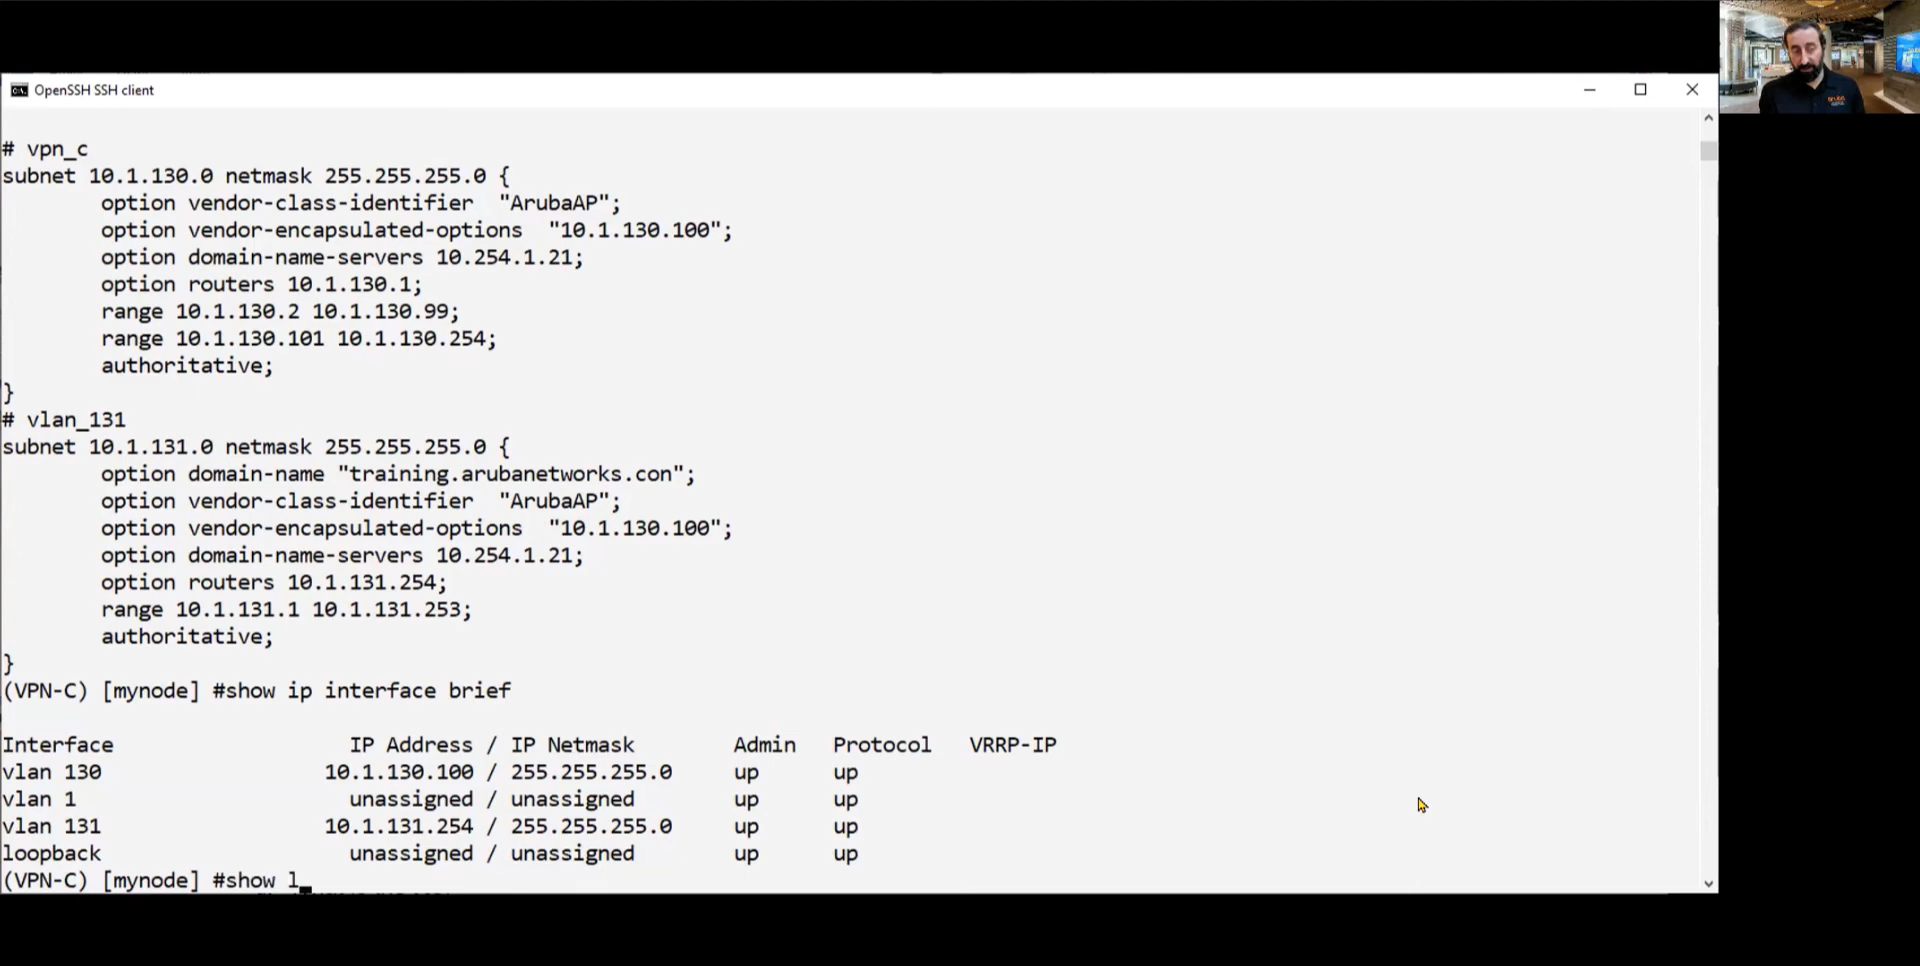 OpenSSH SSH client
# vpn_c
subnet 10.1.130.0 netmask 255.255.255.0 {
        option vendor-class-identifier  "ArubaAP";
        option vendor-encapsulated-options  "10.1.130.100";
        option domain-name-servers 10.254.1.21;
        option routers 10.1.130.1;
        range 10.1.130.2 10.1.130.99;
        range 10.1.130.101 10.1.130.254;
        authoritative;
}
# vlan_131
subnet 10.1.131.0 netmask 255.255.255.0 {
        option domain-name "training.arubanetworks.con";
        option vendor-class-identifier  "ArubaAP";
        option vendor-encapsulated-options  "10.1.130.100";
        option domain-name-servers 10.254.1.21;
        option routers 10.1.131.254;
        range 10.1.131.1 10.1.131.253;
        authoritative;
}
(VPN-C) [mynode] #show ip interface brief
Interface                   IP Address / IP Netmask        Admin   Protocol   VRRP-IP
vlan 130                  10.1.130.100 / 255.255.255.0     up      up
vlan 1                      unassigned / unassigned        up      up
vlan 131                  10.1.131.254 / 255.255.255.0     up      up
loopback                    unassigned / unassigned        up      up
(VPN-C) [mynode] #show l
aruba